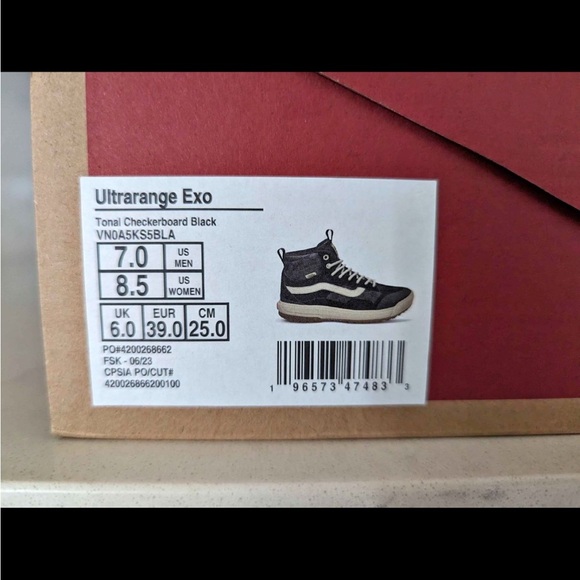 Ultrarange Exo
Tonal Checkerboard Black
VN0A5KS5BLA
7.0 US MEN
8.5 US WOMEN
UK EUR CM
6.0 39.0 25.0
PO#4200268662
FSK - 06/23
CPSIA PO/CUT#
420026866200100
1 96573 47483 3